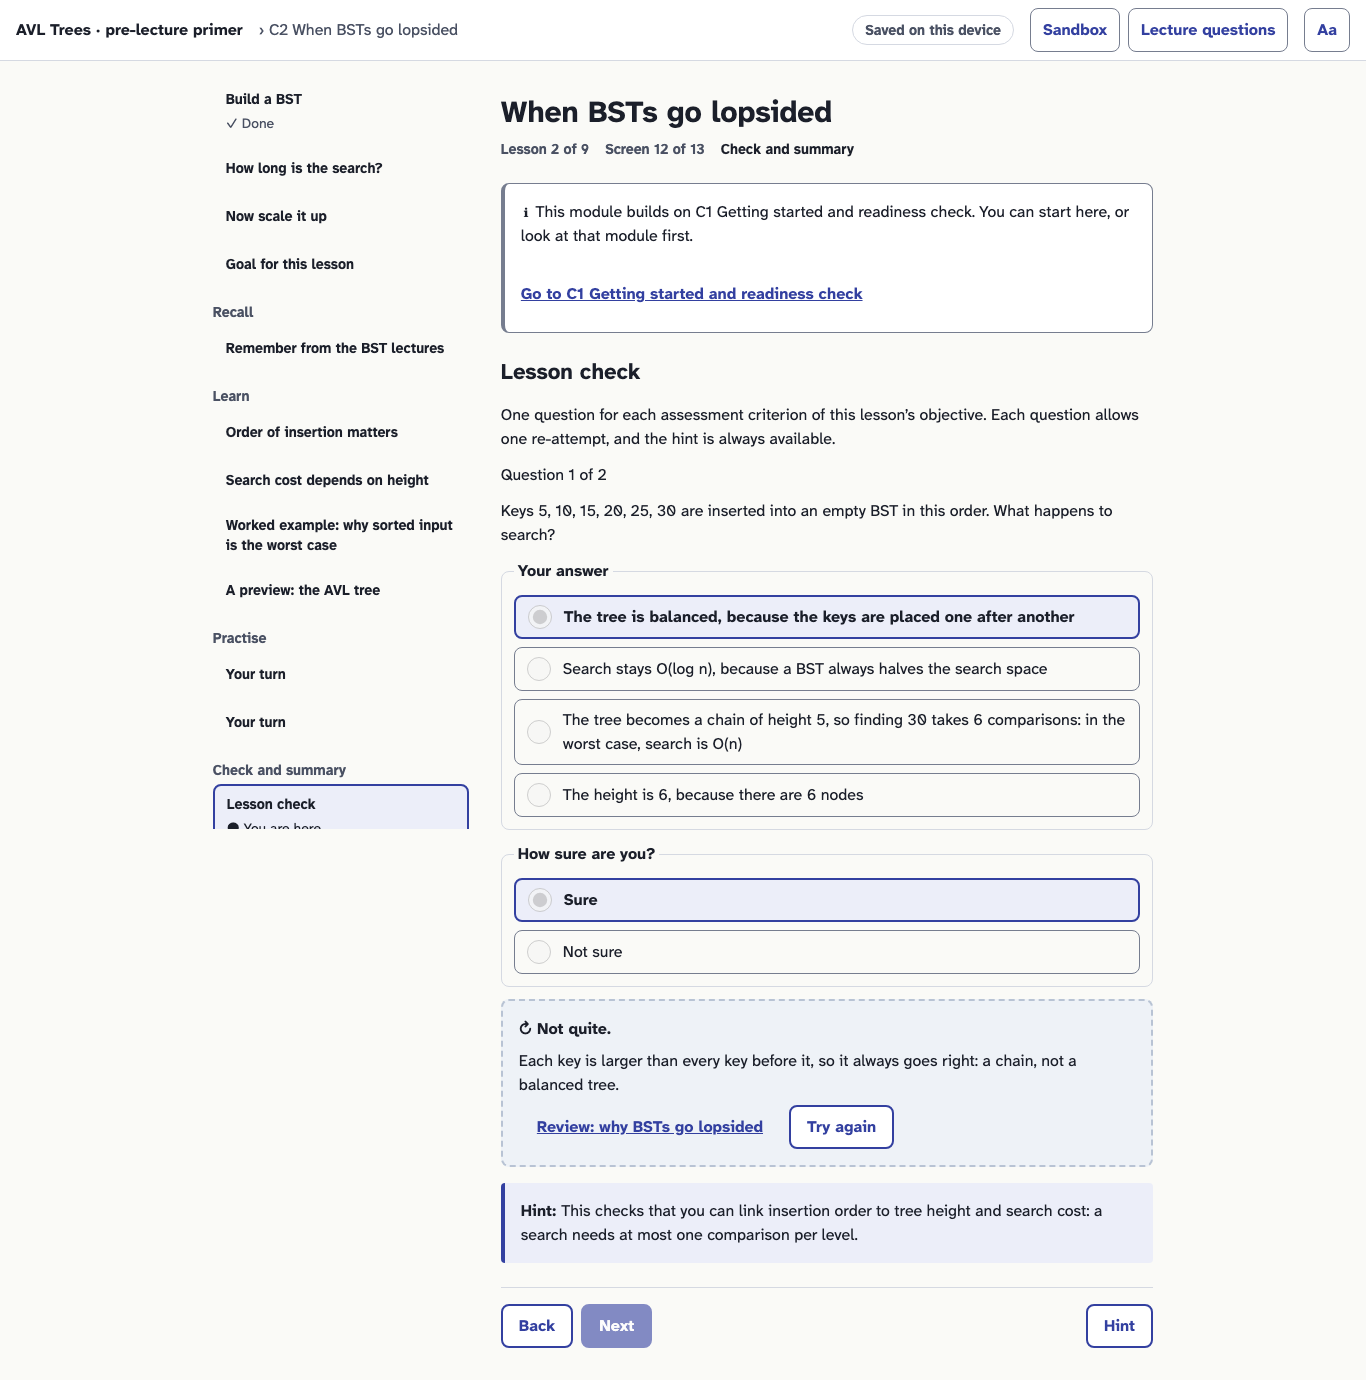 AVL Trees · pre-lecture primer › C2 When BSTs go lopsided
Saved on this device
Sandbox
Lecture questions
Aa
Build a BST
✓ Done
How long is the search?
Now scale it up
Goal for this lesson
Recall
Remember from the BST lectures
Learn
Order of insertion matters
Search cost depends on height
Worked example: why sorted input
is the worst case
A preview: the AVL tree
Practise
Your turn
Your turn
Check and summary
Lesson check
● You are here
When BSTs go lopsided
Lesson 2 of 9 Screen 12 of 13 Check and summary
ℹ This module builds on C1 Getting started and readiness check. You can start here, or
look at that module first.
Go to C1 Getting started and readiness check
Lesson check
One question for each assessment criterion of this lesson’s objective. Each question allows
one re-attempt, and the hint is always available.
Question 1 of 2
Keys 5, 10, 15, 20, 25, 30 are inserted into an empty BST in this order. What happens to
search?
Your answer
The tree is balanced, because the keys are placed one after another
Search stays O(log n), because a BST always halves the search space
The tree becomes a chain of height 5, so finding 30 takes 6 comparisons: in the
worst case, search is O(n)
The height is 6, because there are 6 nodes
How sure are you?
Sure
Not sure
↻ Not quite.
Each key is larger than every key before it, so it always goes right: a chain, not a
balanced tree.
Review: why BSTs go lopsided
Try again
Hint: This checks that you can link insertion order to tree height and search cost: a
search needs at most one comparison per level.
Back
Next
Hint